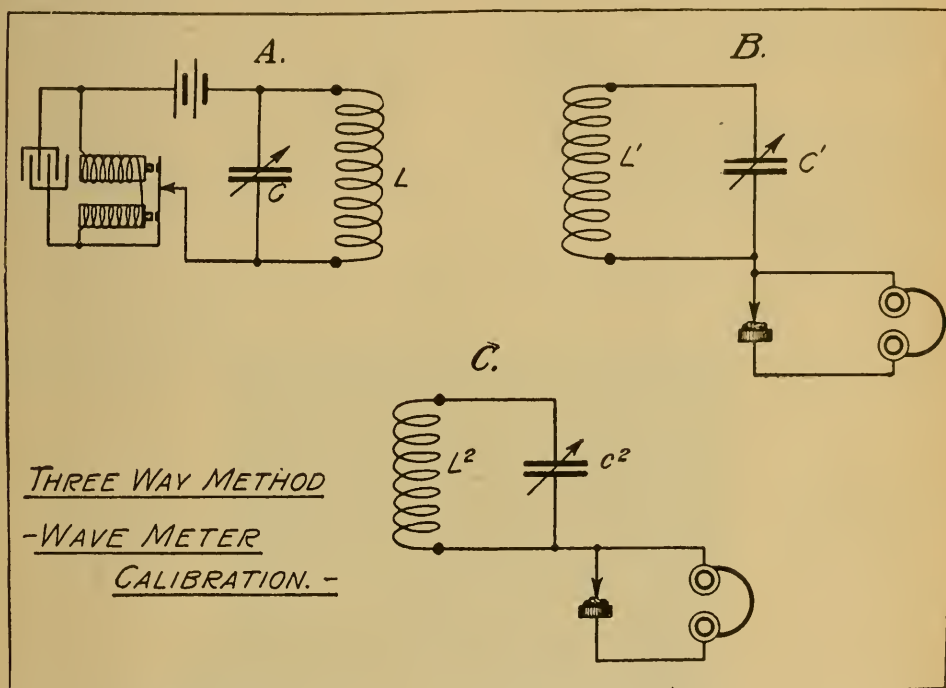 A.
B.
C
L
L'
C'
C.
L²
C²
THREE WAY METHOD
-WAVE METER
CALIBRATION.-